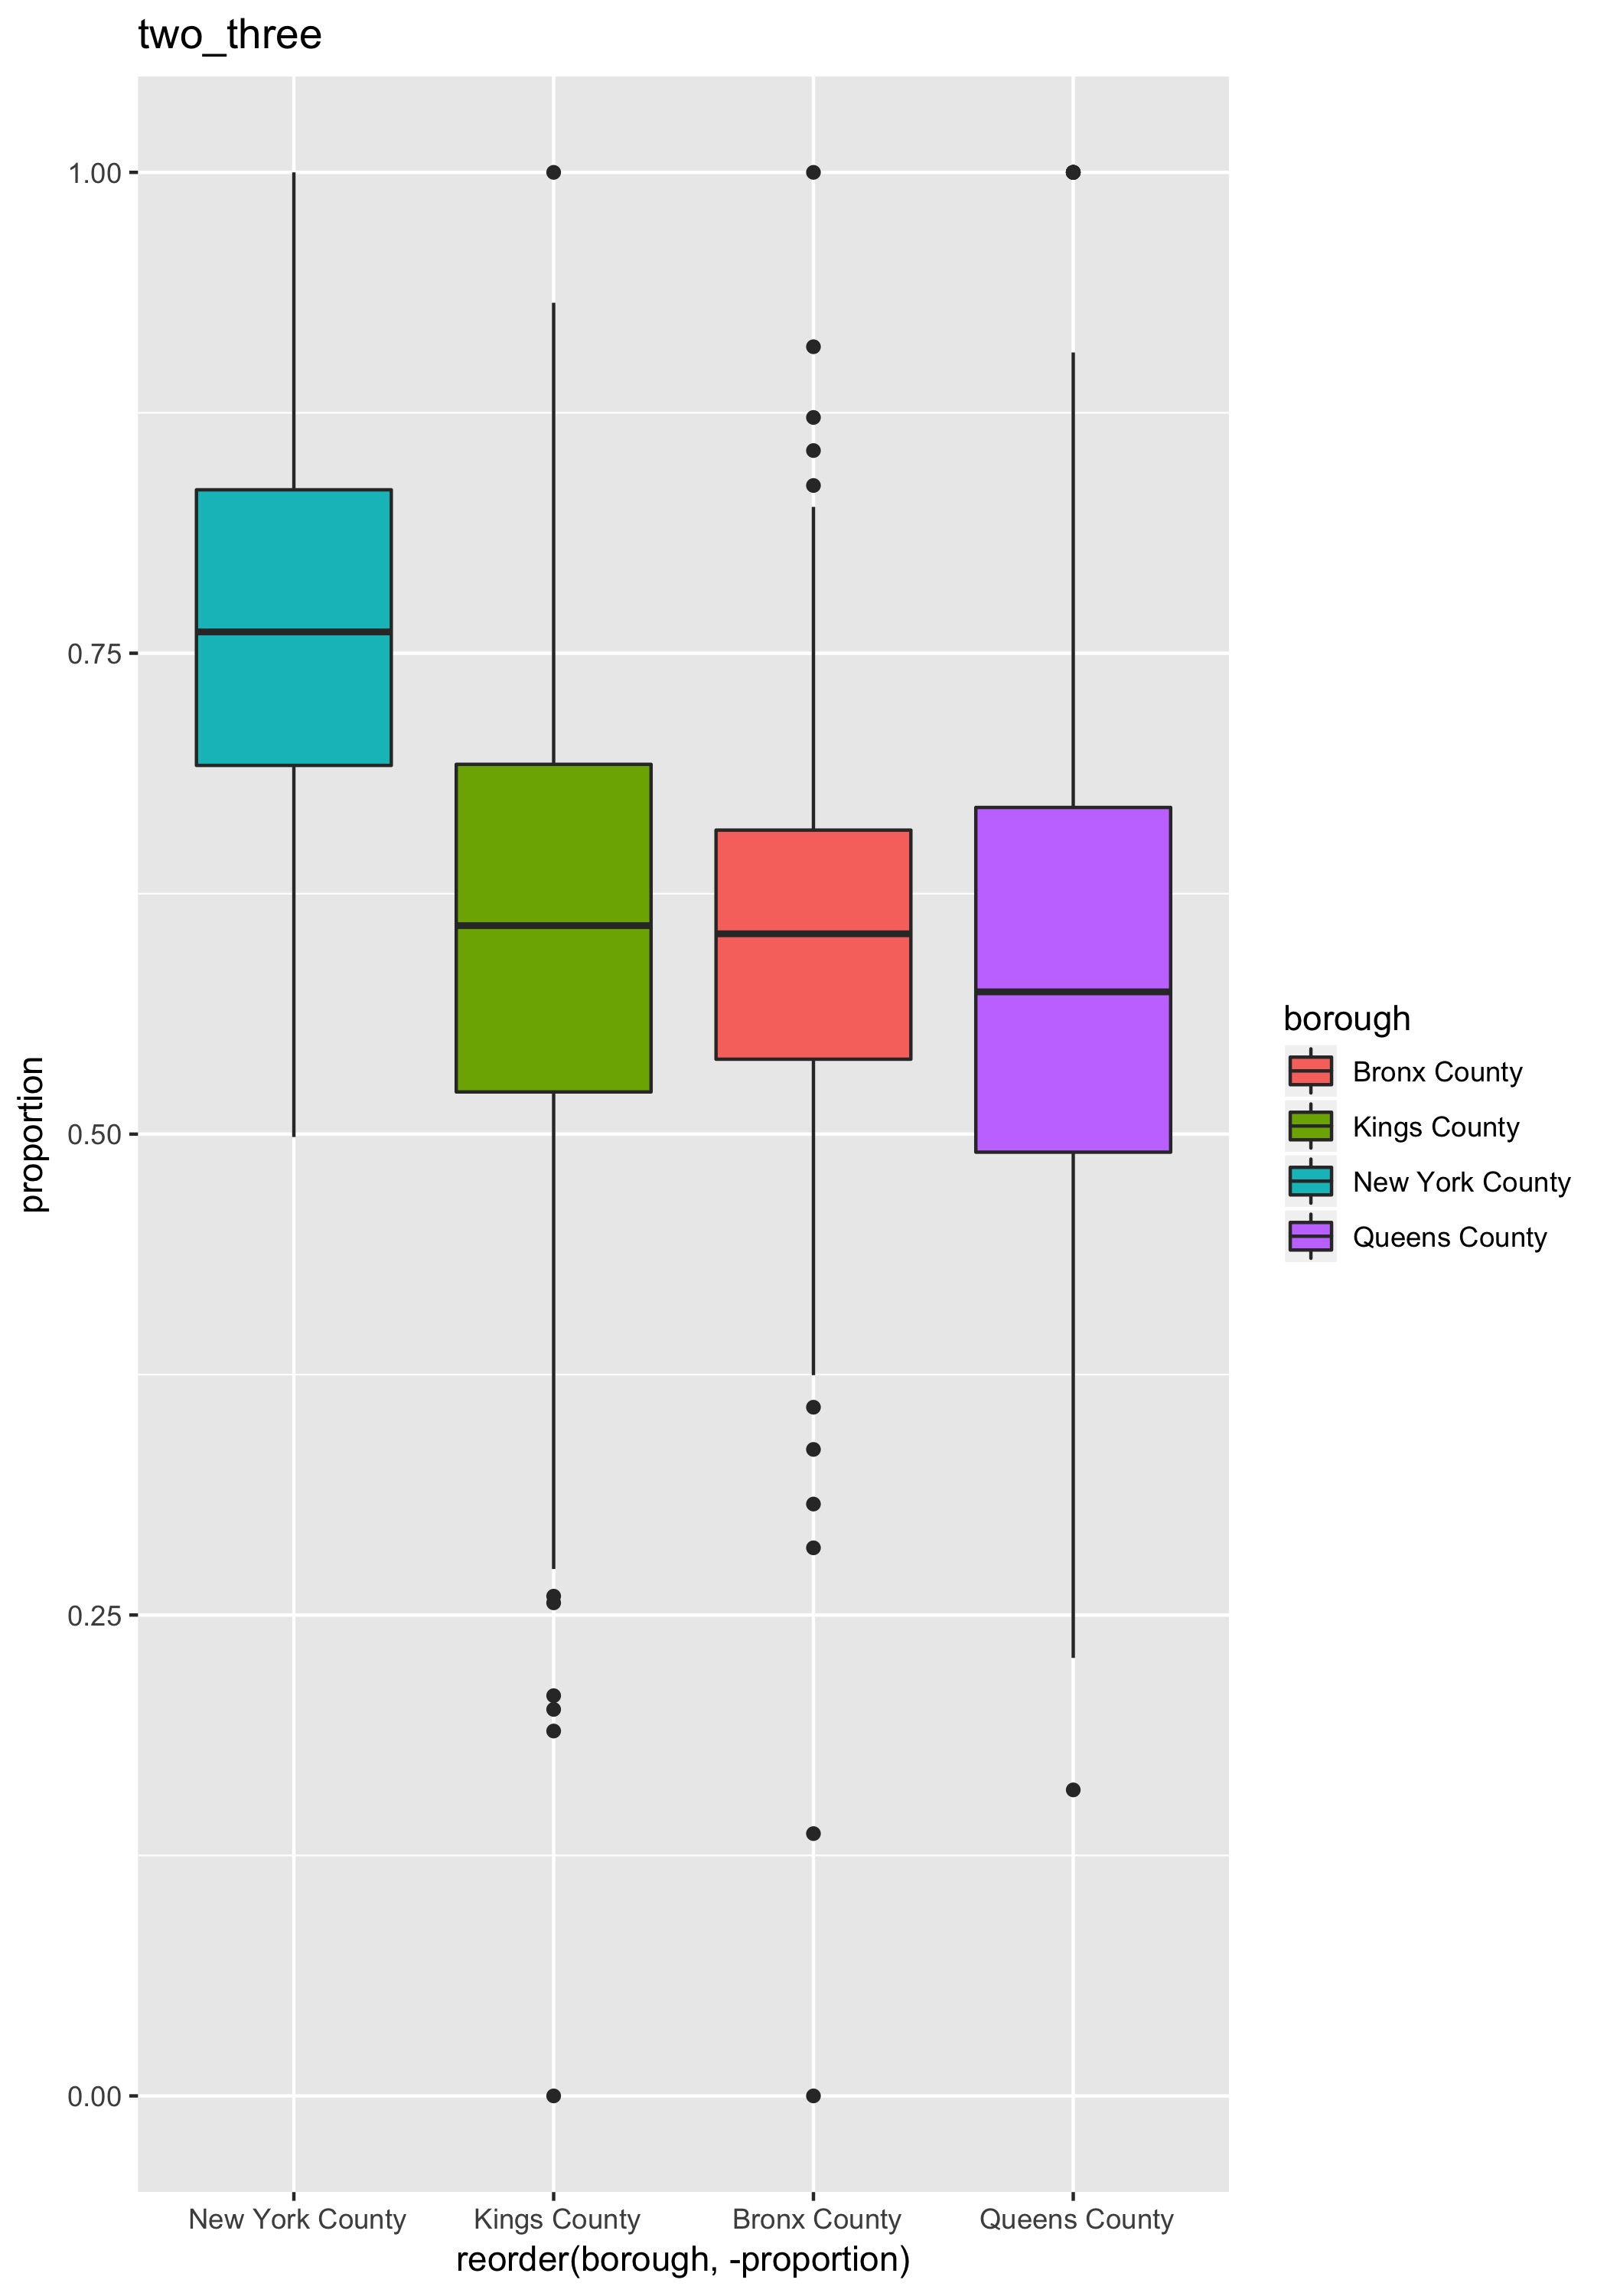 two_three
proportion
1.00
0.75
0.50
0.25
0.00
New York County
Kings County
Bronx County
Queens County
reorder(borough, -proportion)
borough
Bronx County
Kings County
New York County
Queens County